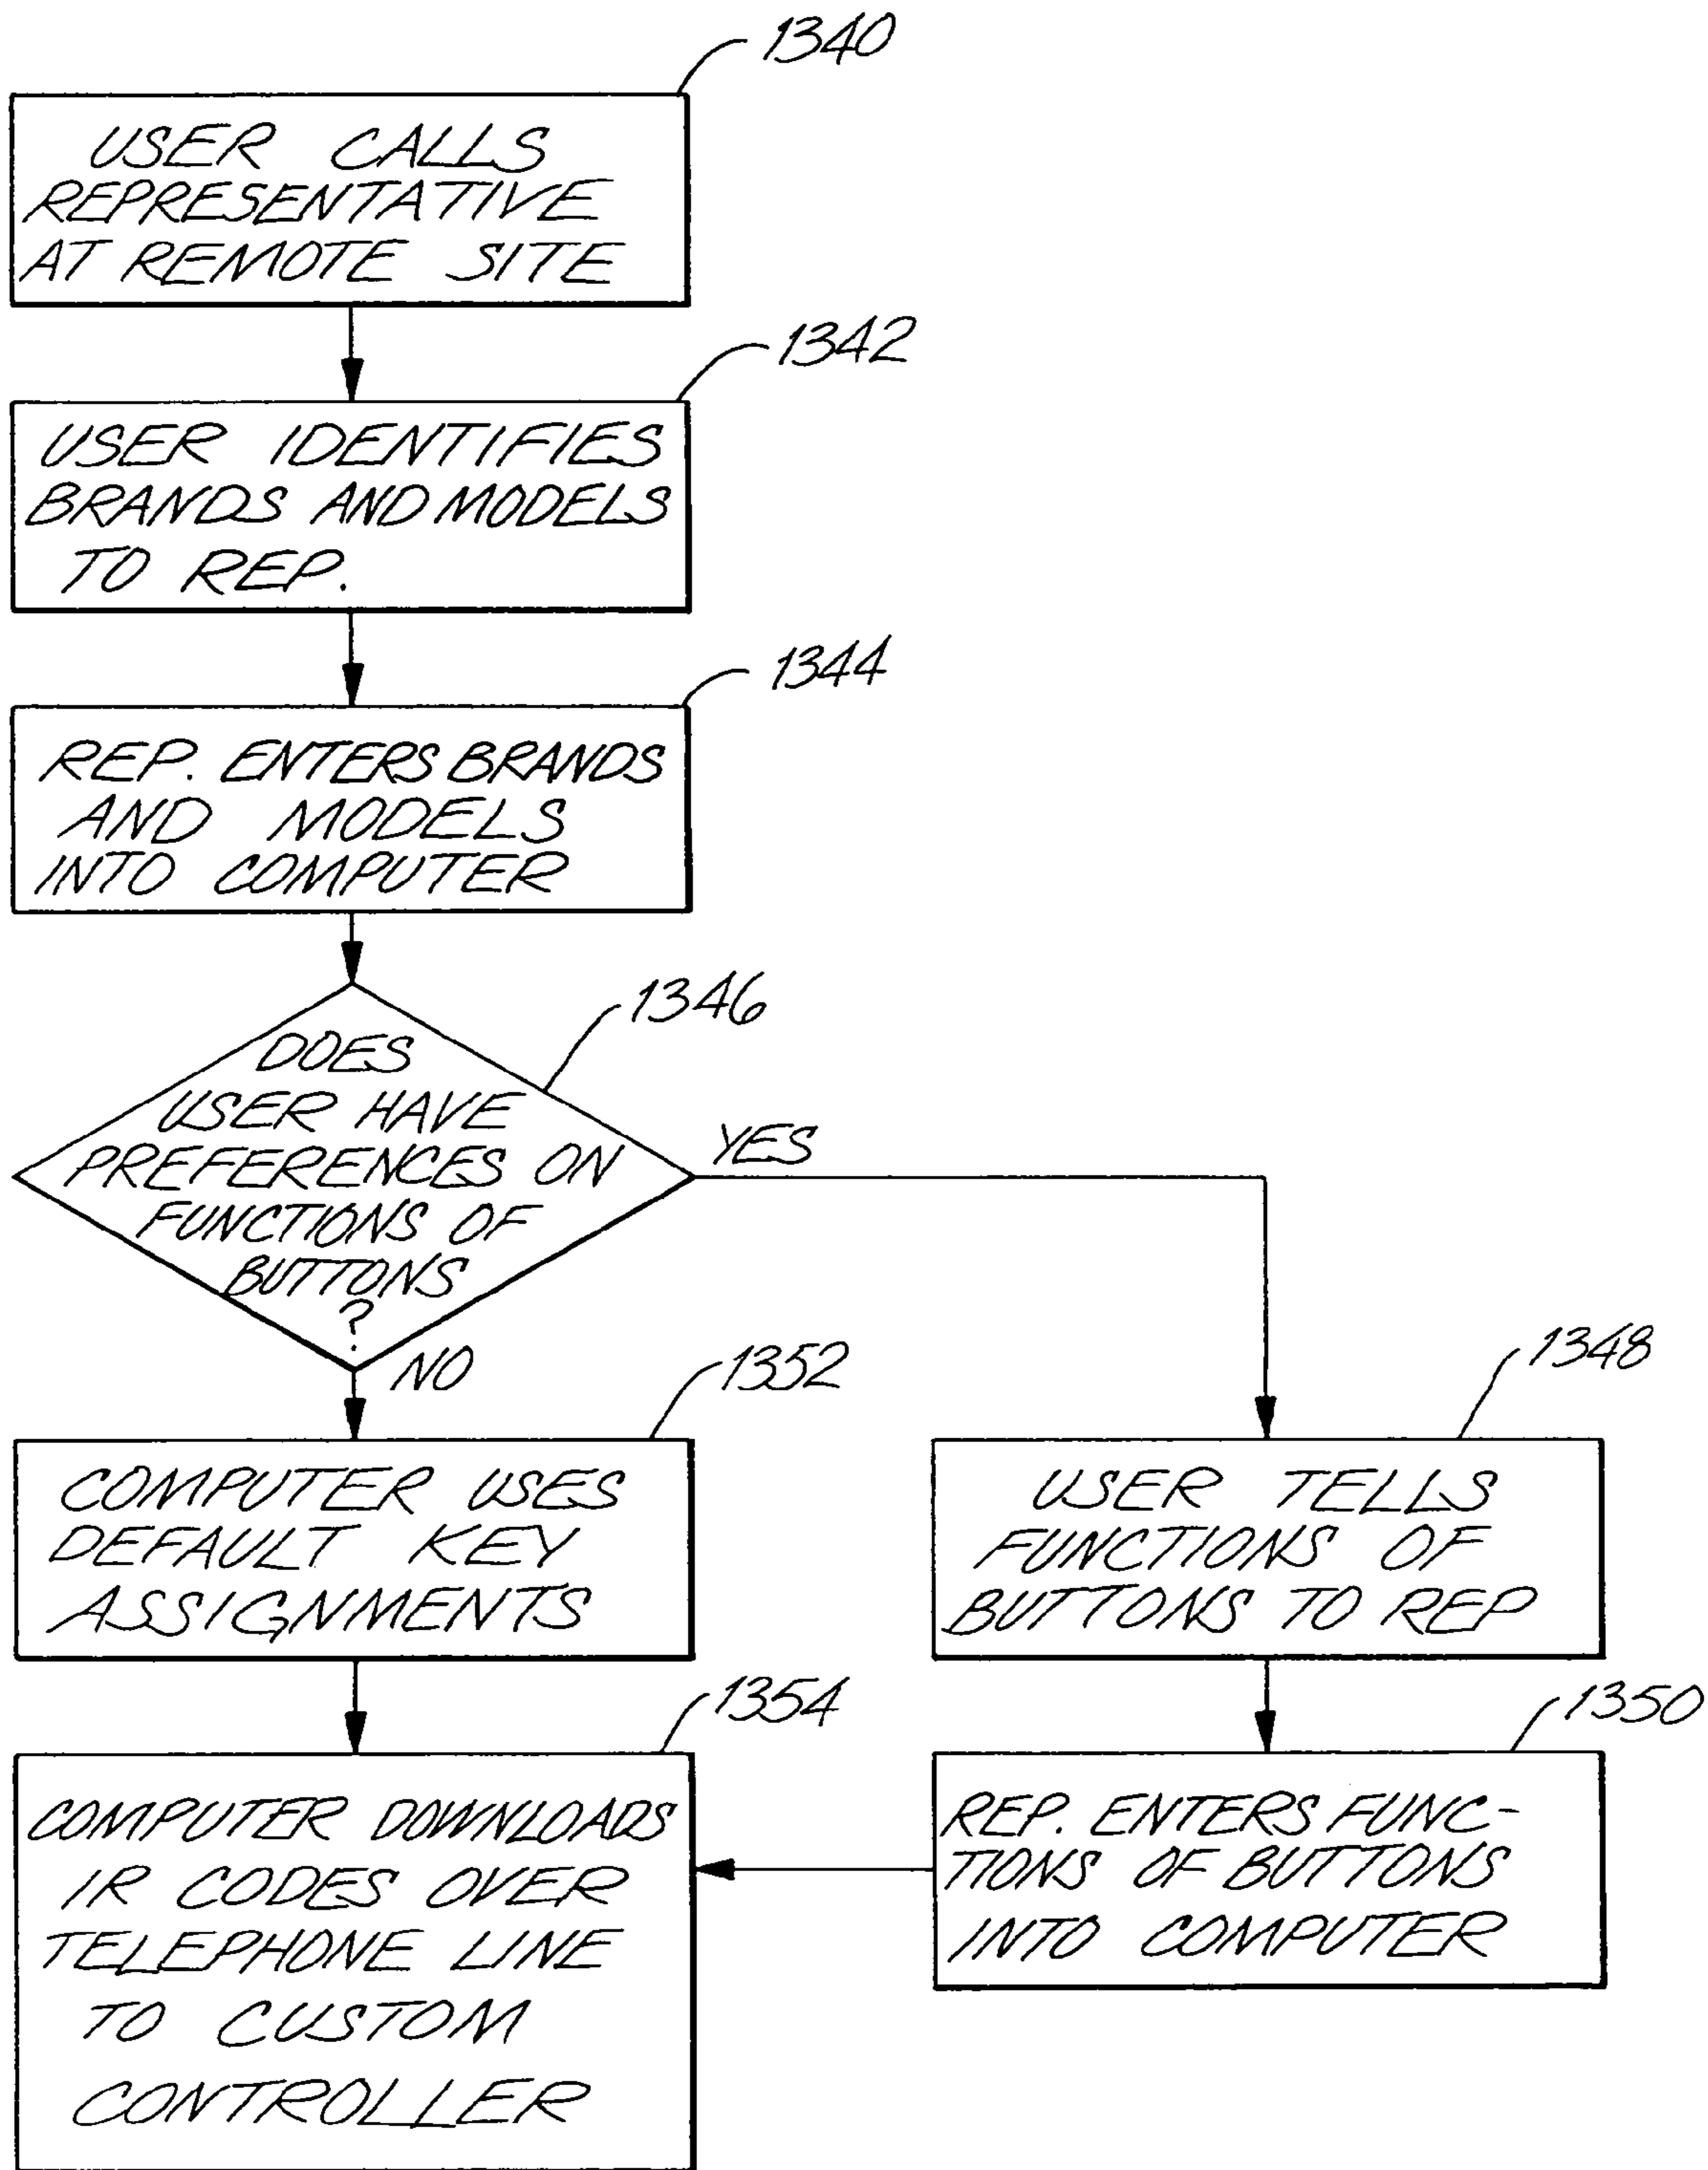 1340
USER CALLS
REPRESENTATIVE
AT REMOTE SITE
1342
USER IDENTIFIES
BRANDS AND MODELS
TO REP.
1344
REP. ENTERS BRANDS
AND MODELS
INTO COMPUTER
1346
DOES
USER HAVE
PREFERENCES ON
FUNCTIONS OF
BUTTONS
?
YES
NO
1352
COMPUTER USES
DEFAULT KEY
ASSIGNMENTS
1348
USER TELLS
FUNCTIONS OF
BUTTONS TO REP
1354
COMPUTER DOWNLOADS
IR CODES OVER
TELEPHONE LINE
TO CUSTOM
CONTROLLER
1350
REP. ENTERS FUNC-
TIONS OF BUTTONS
INTO COMPUTER